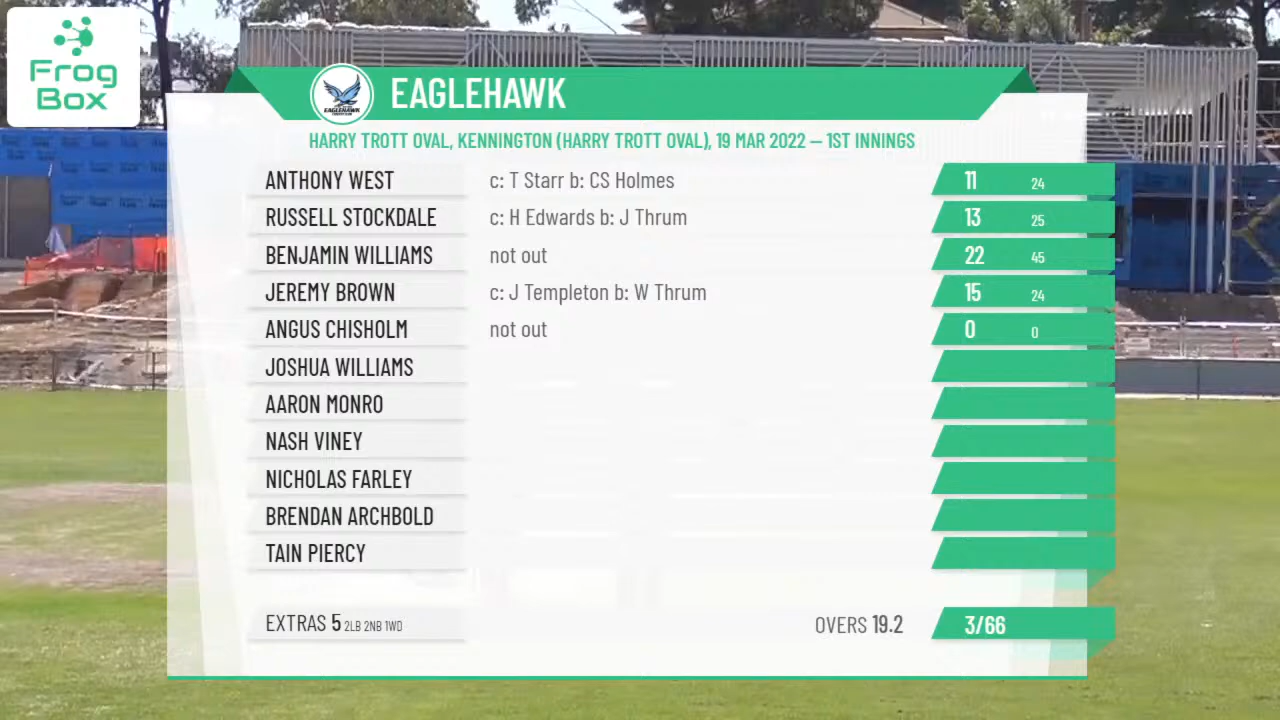 Frog
Box
EAGLEHAWK
EAGLEHAWK
HARRY TROTT OVAL, KENNINGTON (HARRY TROTT OVAL), 19 MAR 2022 — 1ST INNINGS
ANTHONY WEST c: T Starr b: CS Holmes 11 24
RUSSELL STOCKDALE c: H Edwards b: J Thrum 13 25
BENJAMIN WILLIAMS not out 22 45
JEREMY BROWN c: J Templeton b: W Thrum 15 24
ANGUS CHISHOLM not out 0 0
JOSHUA WILLIAMS
AARON MONRO
NASH VINEY
NICHOLAS FARLEY
BRENDAN ARCHBOLD
TAIN PIERCY
EXTRAS 5 2LB 2NB 1WD OVERS 19.2 3/66